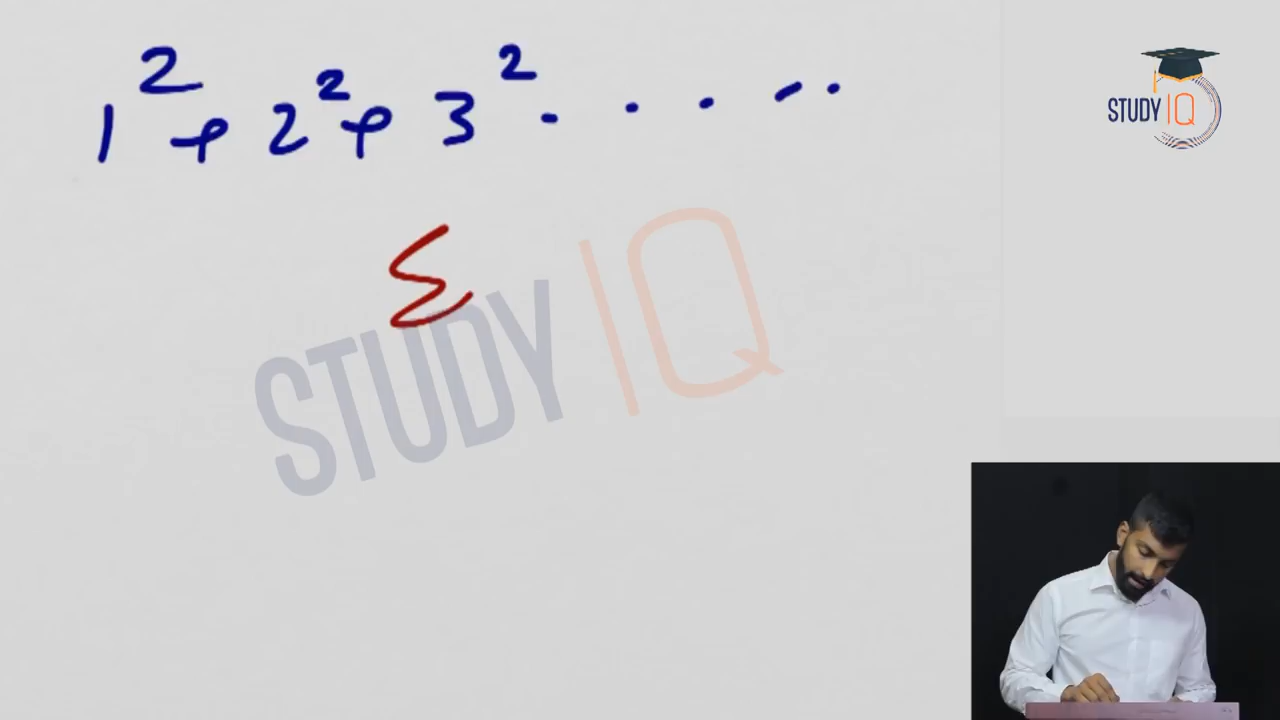 1² + 2² + 3² . . . - .
STUDY IQ
Σ
STUDY IQ